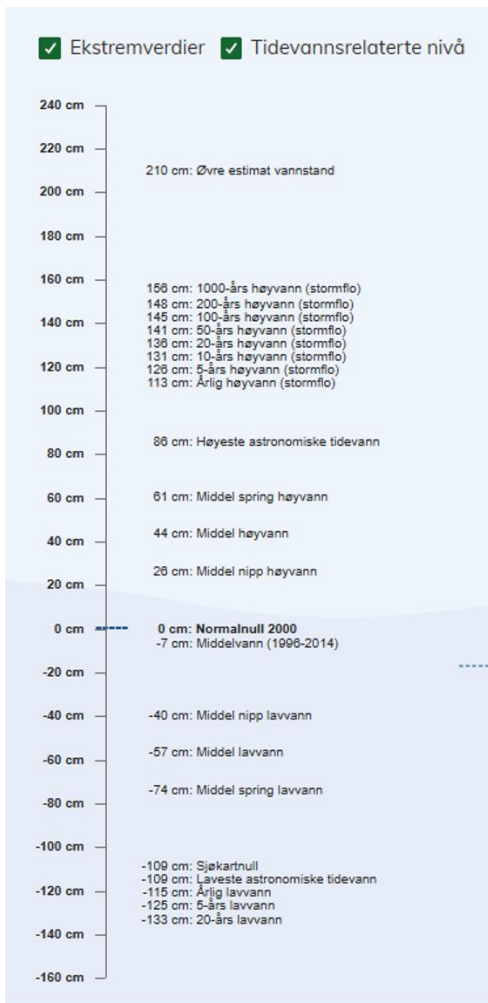 Ekstremverdier Tidevannsrelaterte nivå
240 cm
220 cm
210 cm: Øvre estimat vannstand
200 cm
180 cm
160 cm
156 cm: 1000-års høyvann (stormflo)
148 cm: 200-års høyvann (stormflo)
145 cm: 100-års høyvann (stormflo)
140 cm
141 cm: 50-års høyvann (stormflo)
136 cm: 20-års høyvann (stormflo)
131 cm: 10-års høyvann (stormflo)
120 cm
126 cm: 5-års høyvann (stormflo)
113 cm: Årlig høyvann (stormflo)
100 cm
86 cm: Høyeste astronomiske tidevann
80 cm
60 cm
61 cm: Middel spring høyvann
44 cm: Middel høyvann
40 cm
26 cm: Middel nipp høyvann
20 cm
0 cm
0 cm: Normalnull 2000
-7 cm: Middelvann (1996-2014)
-20 cm
-40 cm
-40 cm: Middel nipp lavvann
-57 cm: Middel lavvann
-60 cm
-74 cm: Middel spring lavvann
-80 cm
-100 cm
-109 cm: Sjøkartnull
-109 cm: Laveste astronomiske tidevann
-120 cm
-115 cm: Årlig lavvann
-125 cm: 5-års lavvann
-133 cm: 20-års lavvann
-140 cm
-160 cm